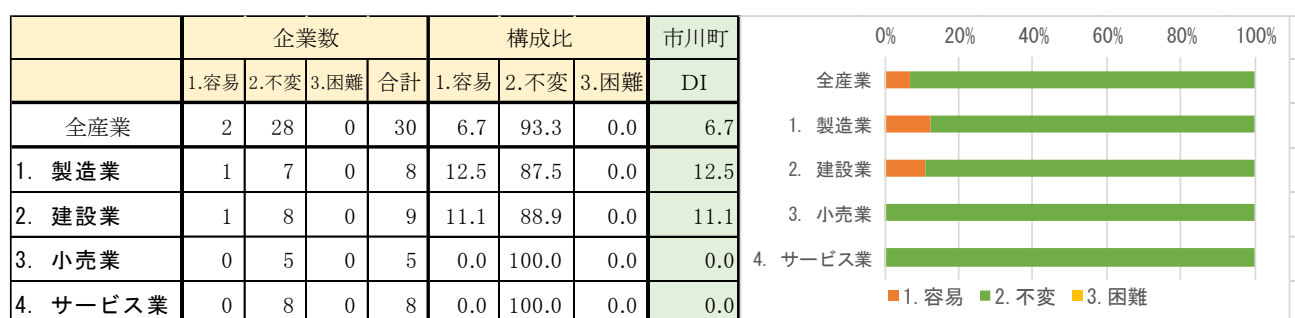 企業数 構成比 市川町
1.容易 2.不変 3.困難 合計 1.容易 2.不変 3.困難 DI
全産業 2 28 0 30 6.7 93.3 0.0 6.7
1. 製造業 1 7 0 8 12.5 87.5 0.0 12.5
2. 建設業 1 8 0 9 11.1 88.9 0.0 11.1
3. 小売業 0 5 0 5 0.0 100.0 0.0 0.0
4. サービス業 0 8 0 8 0.0 100.0 0.0 0.0
0% 20% 40% 60% 80% 100%
全産業
1. 製造業
2. 建設業
3. 小売業
4. サービス業
1. 容易 2. 不変 3. 困難